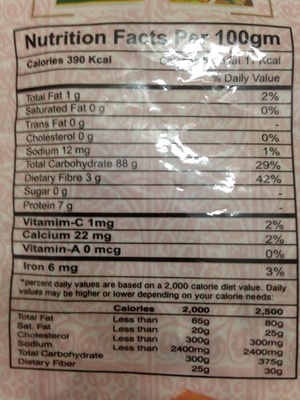 Nutrition Facts Per 100gm
Calories 390 Kcal Fat 11 Kcal
% Daily Value
Total Fat 1 g 2%
Saturated Fat 0 g 0%
Trans Fat 0 g -
Cholesterol 0 g 0%
Sodium 12 mg 1%
Total Carbohydrate 88 g 29%
Dietary Fibre 3 g 42%
Sugar 0 g -
Protein 7 g -
Vitamim-C 1mg 2%
Calcium 22 mg 2%
Vitamin-A 0 mcg 0%
Iron 6 mg 3%
*percent daily values are based on a 2,000 calorie diet value. Daily
values may be higher or lower depending on your calorie needs:
Calories 2,000 2,500
Total Fat Less than 65g 80g
Sat. Fat Less than 20g 25g
Cholesterol Less than 300g 300mg
Sodium Less than 2400mg 2400mg
Total Carbohydrate 300g 375g
Dietary Fiber 25g 30g